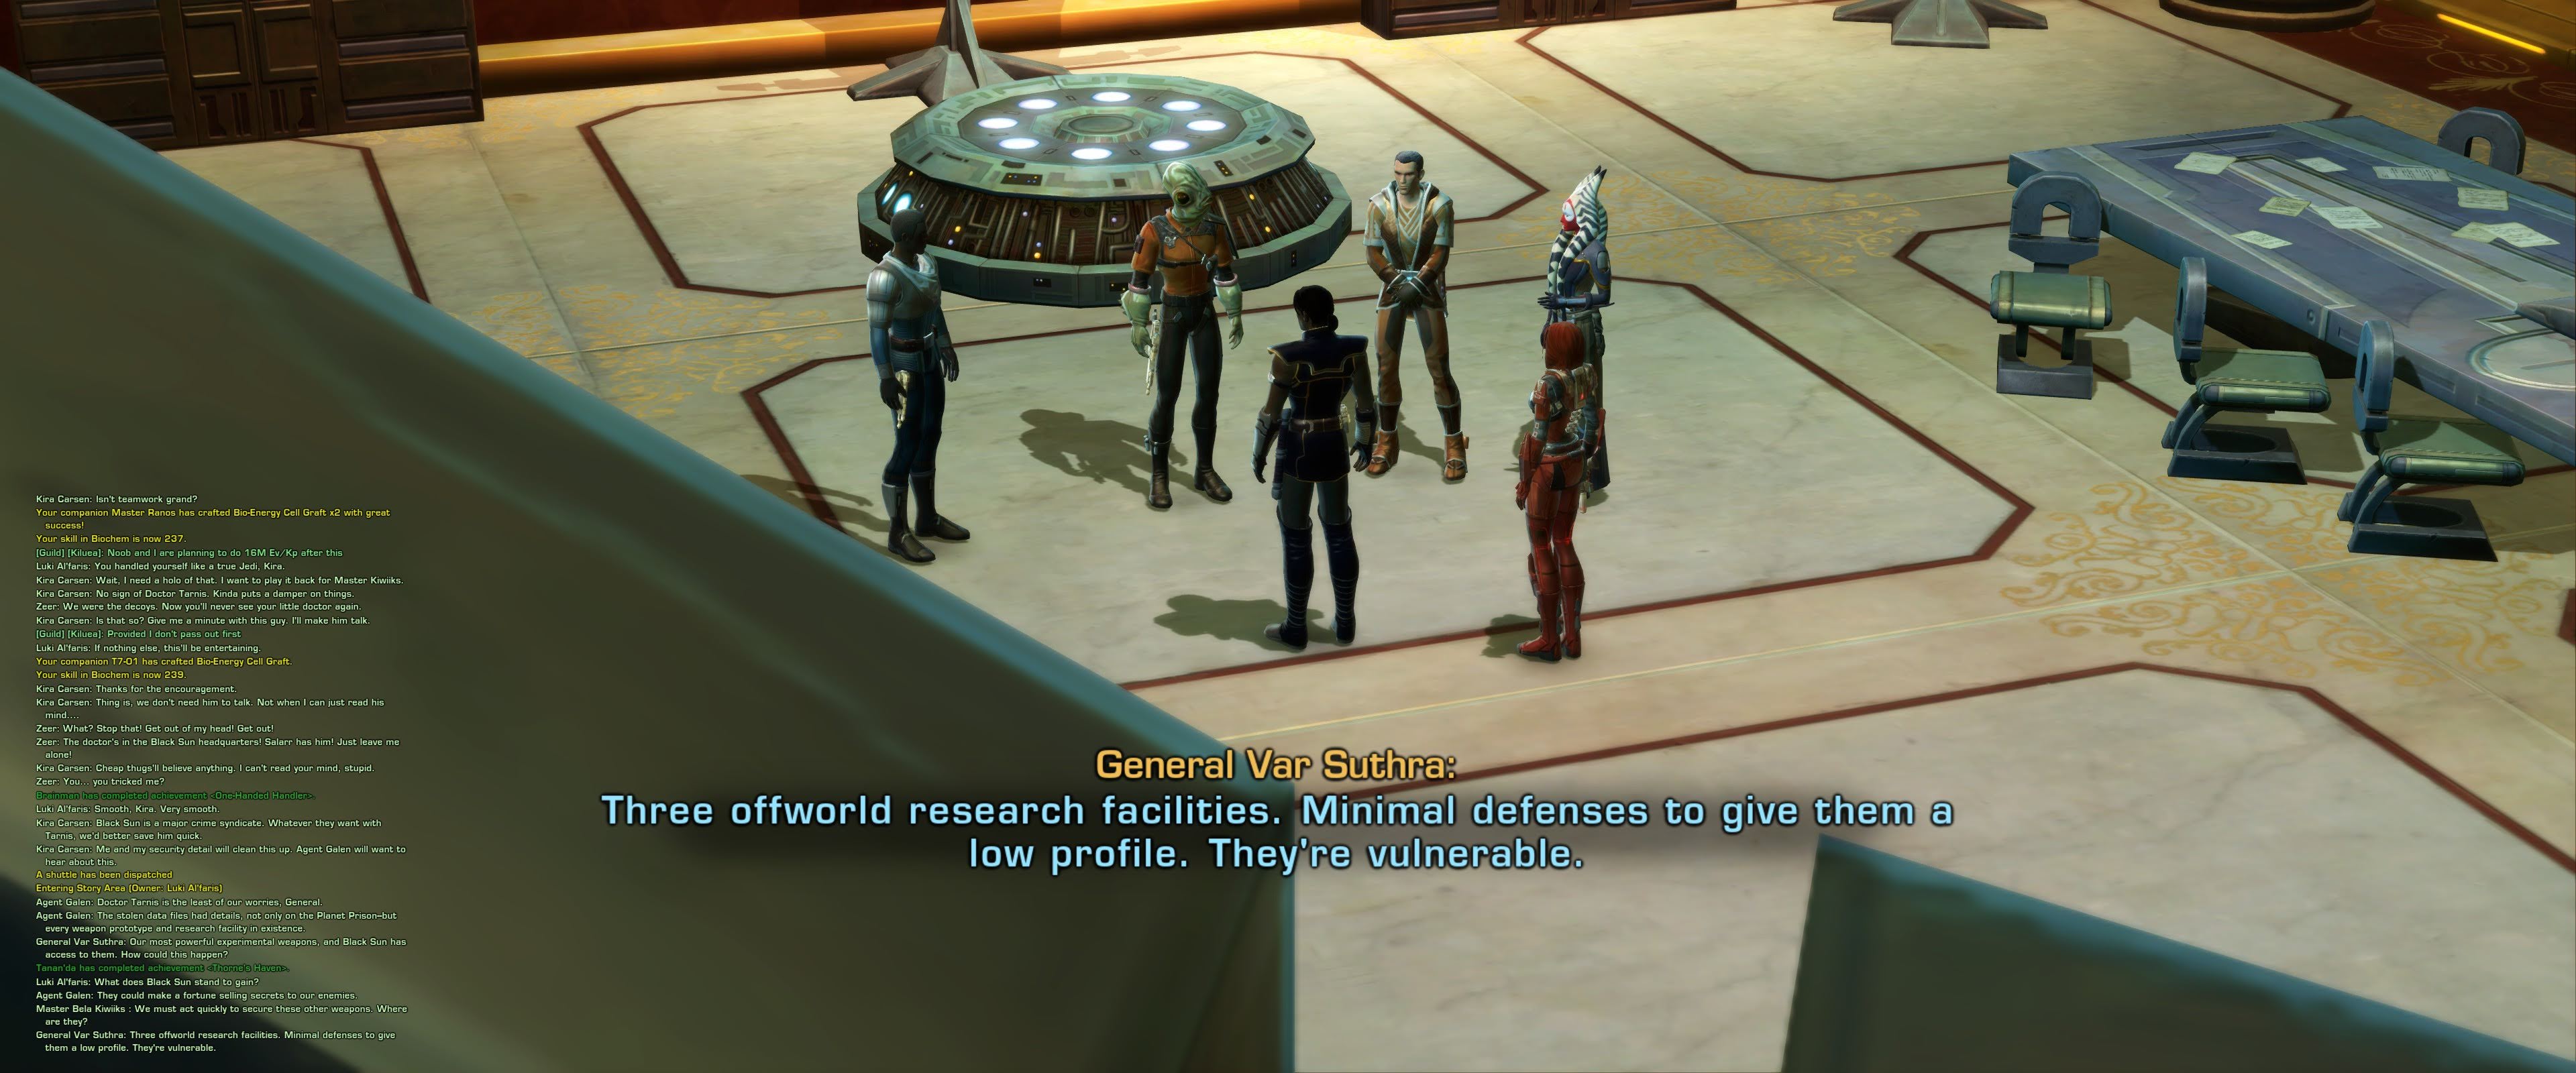 Kira Carsen: Isn't teamwork grand?
Your companion Master Ranos has crafted Bio-Energy Cell Graft x2 with great
success!
Your skill in Biochem is now 237.
[Guild] [Kiluea]: Noob and I are planning to do 16M Ev/Kp after this
Luki Al'faris: You handled yourself like a true Jedi, Kira.
Kira Carsen: Wait, I need a holo of that. I want to play it back for Master Kiwiiks.
Kira Carsen: No sign of Doctor Tarnis. Kinda puts a damper on things.
Zeer: We were the decoys. Now you'll never see your little doctor again.
Kira Carsen: Is that so? Give me a minute with this guy. I'll make him talk.
[Guild] [Kiluea]: Provided I don't pass out first
Luki Al'faris: If nothing else, this'll be entertaining.
Your companion T7-O1 has crafted Bio-Energy Cell Graft.
Your skill in Biochem is now 239.
Kira Carsen: Thanks for the encouragement.
Kira Carsen: Thing is, we don't need him to talk. Not when I can just read his
mind....
Zeer: What? Stop that! Get out of my head! Get out!
Zeer: The doctor's in the Black Sun headquarters! Salarr has him! Just leave me
alone!
Kira Carsen: Cheap thugs'll believe anything. I can't read your mind, stupid.
Zeer: You... you tricked me?
Brainman has completed achievement <One-Handed Handler>.
Luki Al'faris: Smooth, Kira. Very smooth.
Kira Carsen: Black Sun is a major crime syndicate. Whatever they want with
Tarnis, we'd better save him quick.
Kira Carsen: Me and my security detail will clean this up. Agent Galen will want to
hear about this.
A shuttle has been dispatched
Entering Story Area (Owner: Luki Al'faris)
Agent Galen: Doctor Tarnis is the least of our worries, General.
Agent Galen: The stolen data files had details, not only on the Planet Prison—but
every weapon prototype and research facility in existence.
General Var Suthra: Our most powerful experimental weapons, and Black Sun has
access to them. How could this happen?
Tanan'da has completed achievement <Thorne's Haven>.
Luki Al'faris: What does Black Sun stand to gain?
Agent Galen: They could make a fortune selling secrets to our enemies.
Master Bela Kiwiiks : We must act quickly to secure these other weapons. Where
are they?
General Var Suthra: Three offworld research facilities. Minimal defenses to give
them a low profile. They're vulnerable.
General Var Suthra:
Three offworld research facilities. Minimal defenses to give them a
low profile. They're vulnerable.